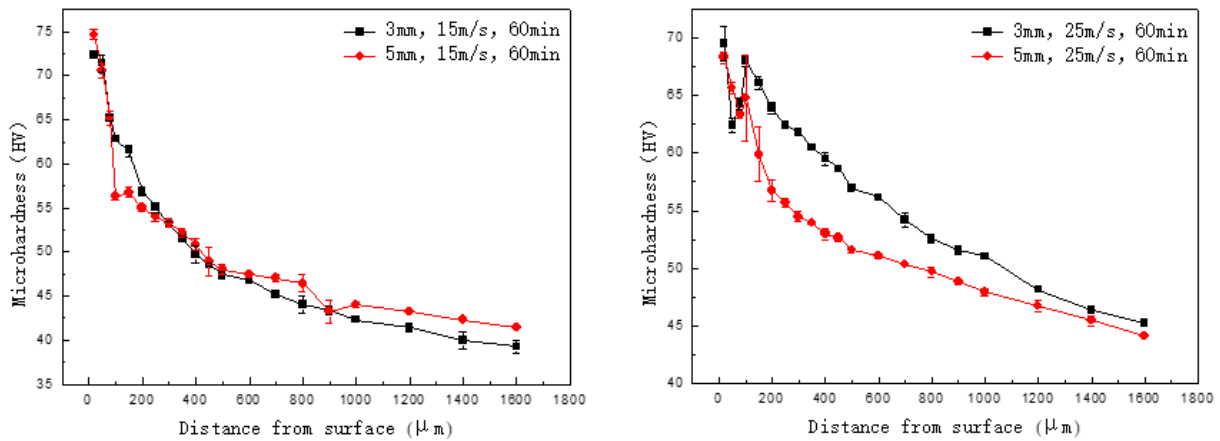 3mm, 15m/s, 60min
5mm, 15m/s, 60min
Microhardness (HV)
75
70
65
60
55
50
45
40
35
0 200 400 600 800 1000 1200 1400 1600 1800
Distance from surface (μm)
3mm, 25m/s, 60min
5mm, 25m/s, 60min
Microhardness (HV)
70
65
60
55
50
45
40
0 200 400 600 800 1000 1200 1400 1600 1800
Distance from surface (μm)